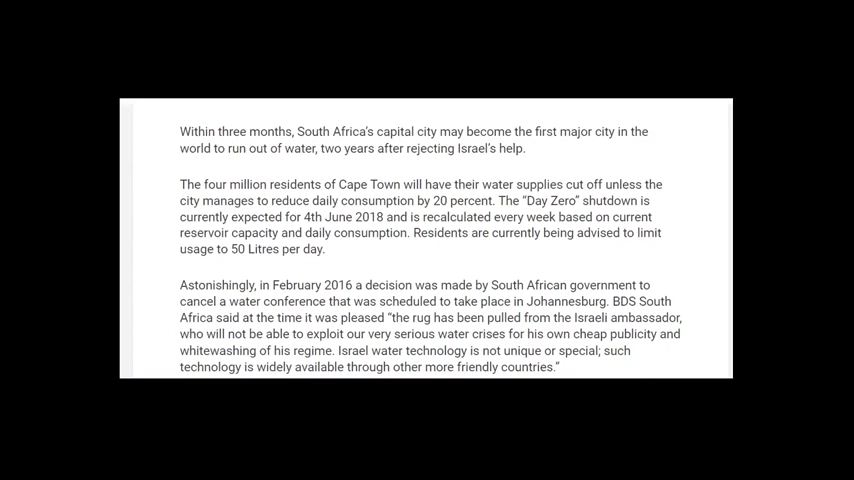 Within three months, South Africa's capital city may become the first major city in the
world to run out of water, two years after rejecting Israel's help.
The four million residents of Cape Town will have their water supplies cut off unless the
city manages to reduce daily consumption by 20 percent. The “Day Zero” shutdown is
currently expected for 4th June 2018 and is recalculated every week based on current
reservoir capacity and daily consumption. Residents are currently being advised to limit
usage to 50 Litres per day.
Astonishingly, in February 2016 a decision was made by South African government to
cancel a water conference that was scheduled to take place in Johannesburg. BDS South
Africa said at the time it was pleased “the rug has been pulled from the Israeli ambassador,
who will not be able to exploit our very serious water crises for his own cheap publicity and
whitewashing of his regime. Israel water technology is not unique or special; such
technology is widely available through other more friendly countries.”